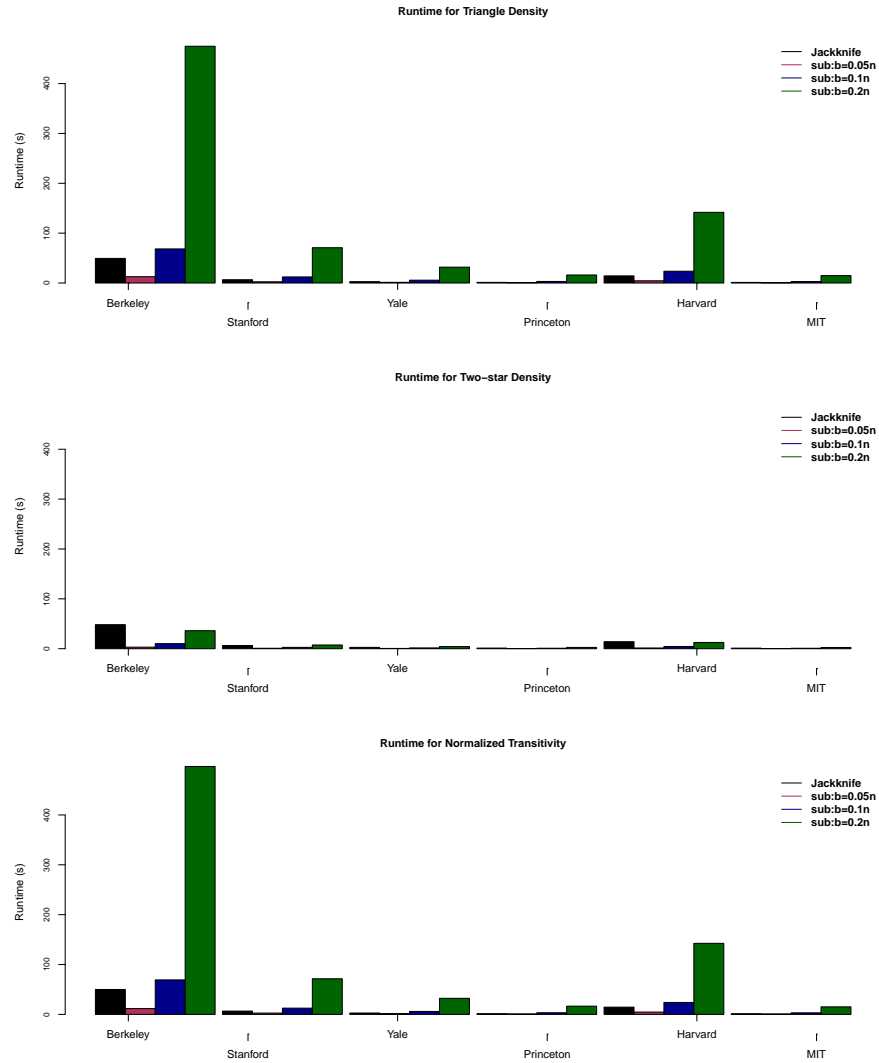 Runtime for Triangle Density
Jackknife
sub:b=0.05n
sub:b=0.1n
sub:b=0.2n
Runtime (s)
0 100 200 300 400
Berkeley Yale Harvard
Stanford Princeton MIT
Runtime for Two−star Density
Jackknife
sub:b=0.05n
sub:b=0.1n
sub:b=0.2n
Runtime (s)
0 100 200 300 400
Berkeley Yale Harvard
Stanford Princeton MIT
Runtime for Normalized Transitivity
Jackknife
sub:b=0.05n
sub:b=0.1n
sub:b=0.2n
Runtime (s)
0 100 200 300 400
Berkeley Yale Harvard
Stanford Princeton MIT